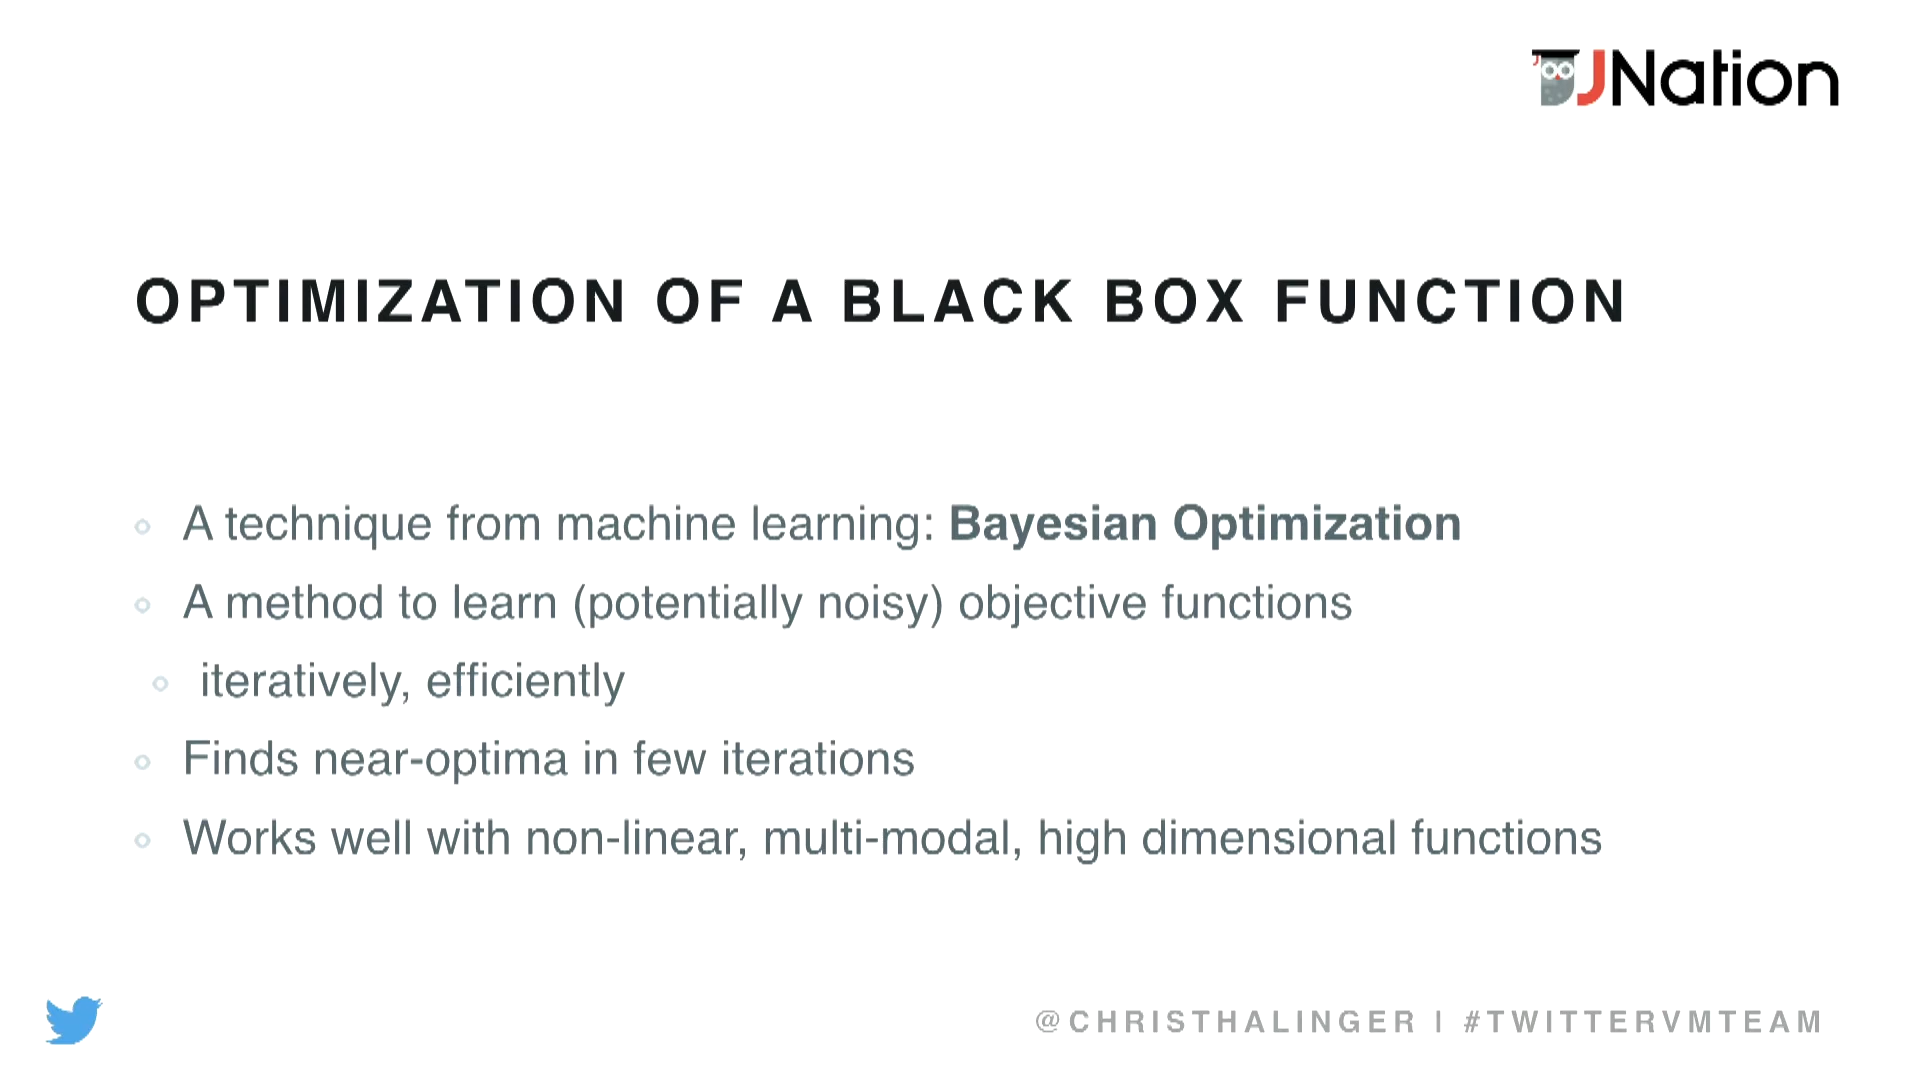 JNation
OPTIMIZATION OF A BLACK BOX FUNCTION
A technique from machine learning: Bayesian Optimization
A method to learn (potentially noisy) objective functions
iteratively, efficiently
Finds near-optima in few iterations
Works well with non-linear, multi-modal, high dimensional functions
@CHRISTHALINGER | #TWITTERVMTEAM